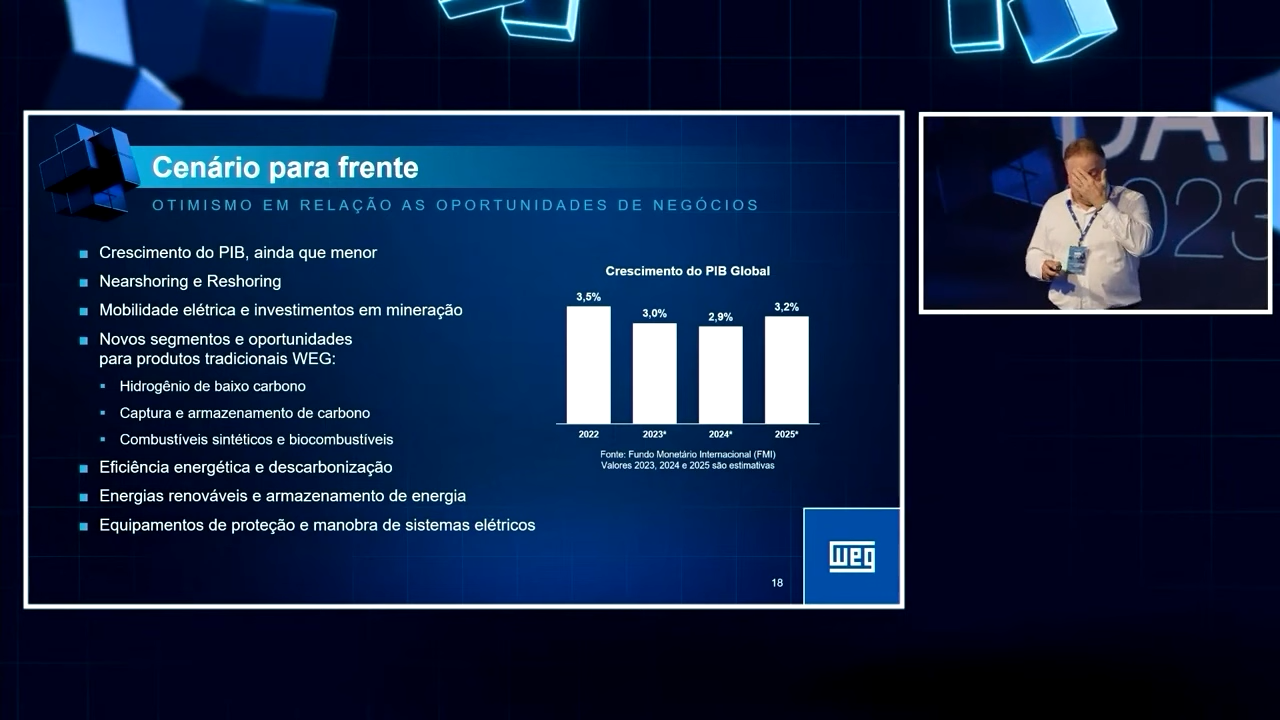 Cenário para frente
OTIMISMO EM RELAÇÃO AS OPORTUNIDADES DE NEGÓCIOS
Crescimento do PIB, ainda que menor
Nearshoring e Reshoring
Mobilidade elétrica e investimentos em mineração
Novos segmentos e oportunidades
para produtos tradicionais WEG:
Hidrogênio de baixo carbono
Captura e armazenamento de carbono
Combustíveis sintéticos e biocombustíveis
Eficiência energética e descarbonização
Energias renováveis e armazenamento de energia
Equipamentos de proteção e manobra de sistemas elétricos
Crescimento do PIB Global
3,5%
3,0%
2,9%
3,2%
2022
2023*
2024*
2025*
Fonte: Fundo Monetário Internacional (FMI)
Valores 2023, 2024 e 2025 são estimativas
18
weg
023